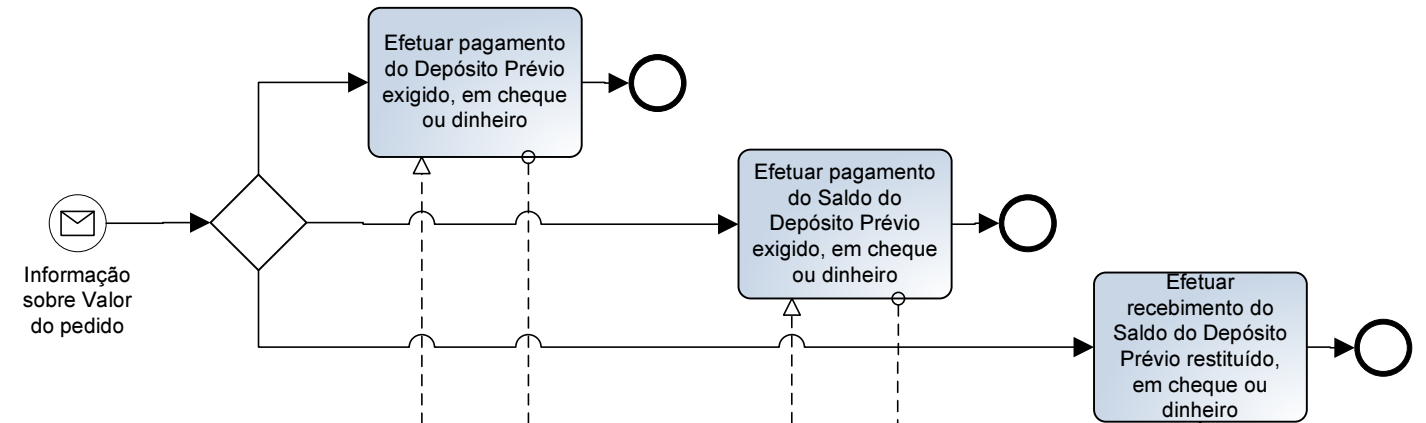 Efetuar pagamento
do Depósito Prévio
exigido, em cheque
ou dinheiro
Efetuar pagamento
do Saldo do
Depósito Prévio
exigido, em cheque
ou dinheiro
Informação
sobre Valor
do pedido
Efetuar
recebimento do
Saldo do Depósito
Prévio restituído,
em cheque ou
dinheiro